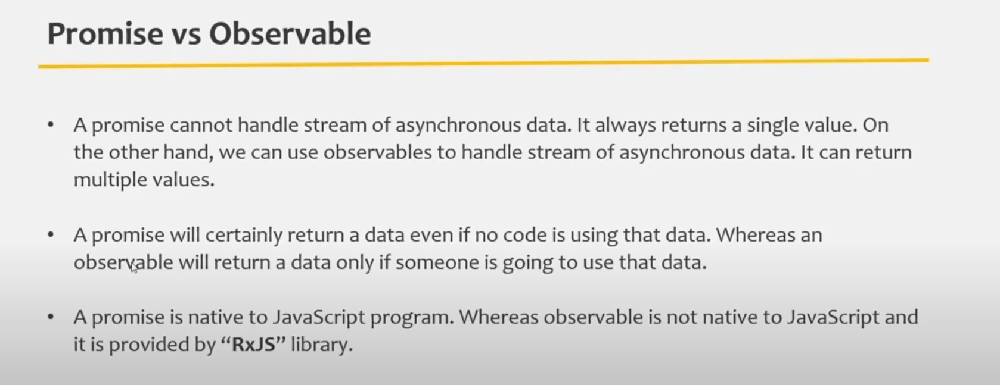 Promise vs Observable
• A promise cannot handle stream of asynchronous data. It always returns a single value. On
the other hand, we can use observables to handle stream of asynchronous data. It can return
multiple values.
• A promise will certainly return a data even if no code is using that data. Whereas an
observable will return a data only if someone is going to use that data.
• A promise is native to JavaScript program. Whereas observable is not native to JavaScript and
it is provided by “RxJS” library.